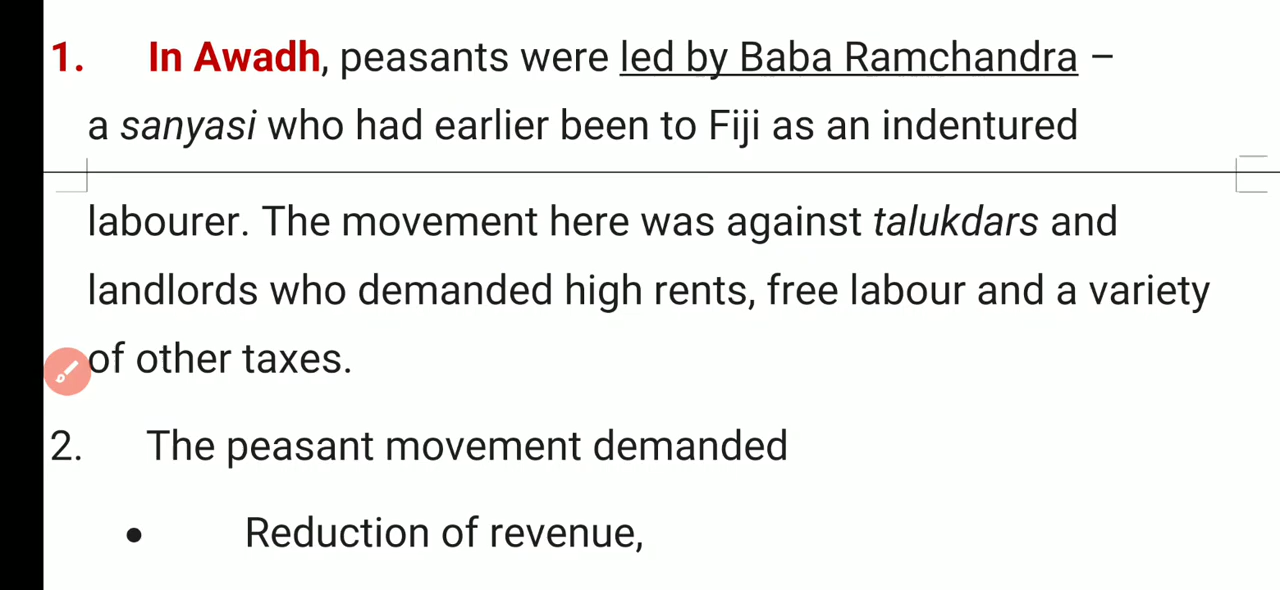 1. In Awadh, peasants were led by Baba Ramchandra –
a sanyasi who had earlier been to Fiji as an indentured
labourer. The movement here was against talukdars and
landlords who demanded high rents, free labour and a variety
of other taxes.
2. The peasant movement demanded
• Reduction of revenue,